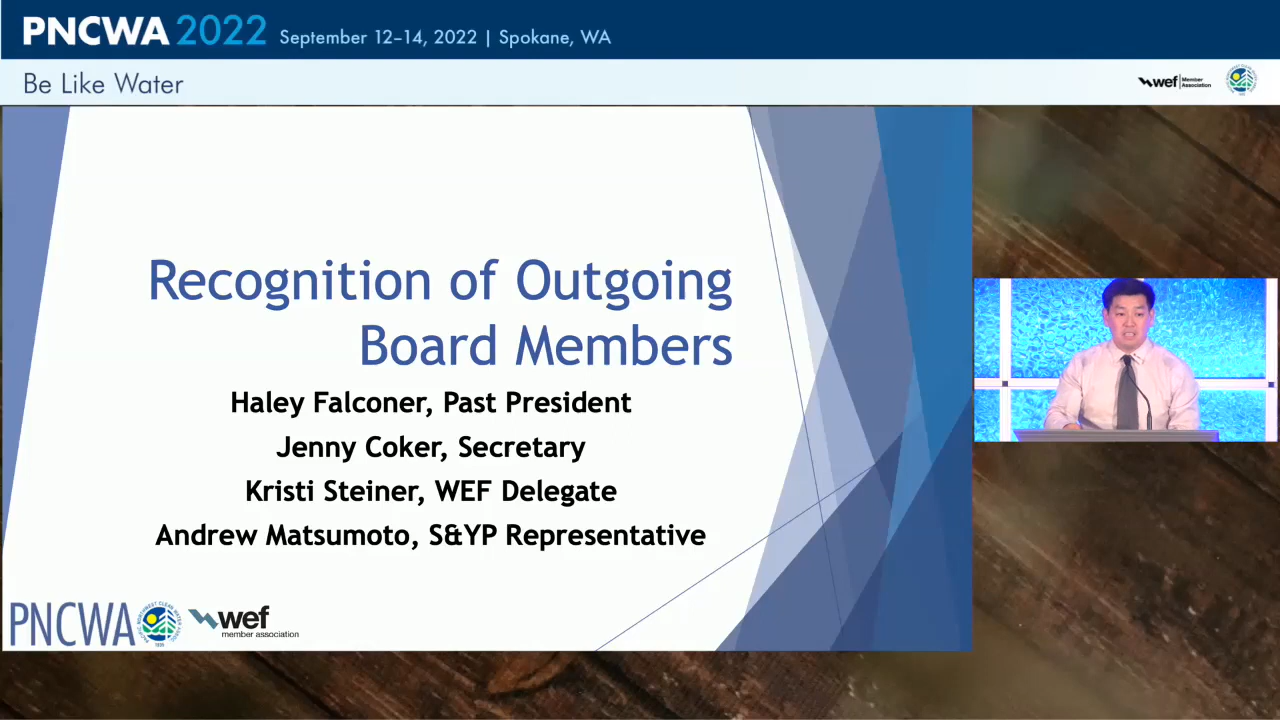 PNCWA 2022 September 12–14, 2022 | Spokane, WA
Be Like Water
wef Member Association
Recognition of Outgoing
Board Members
Haley Falconer, Past President
Jenny Coker, Secretary
Kristi Steiner, WEF Delegate
Andrew Matsumoto, S&YP Representative
PNCWA
wef
member association